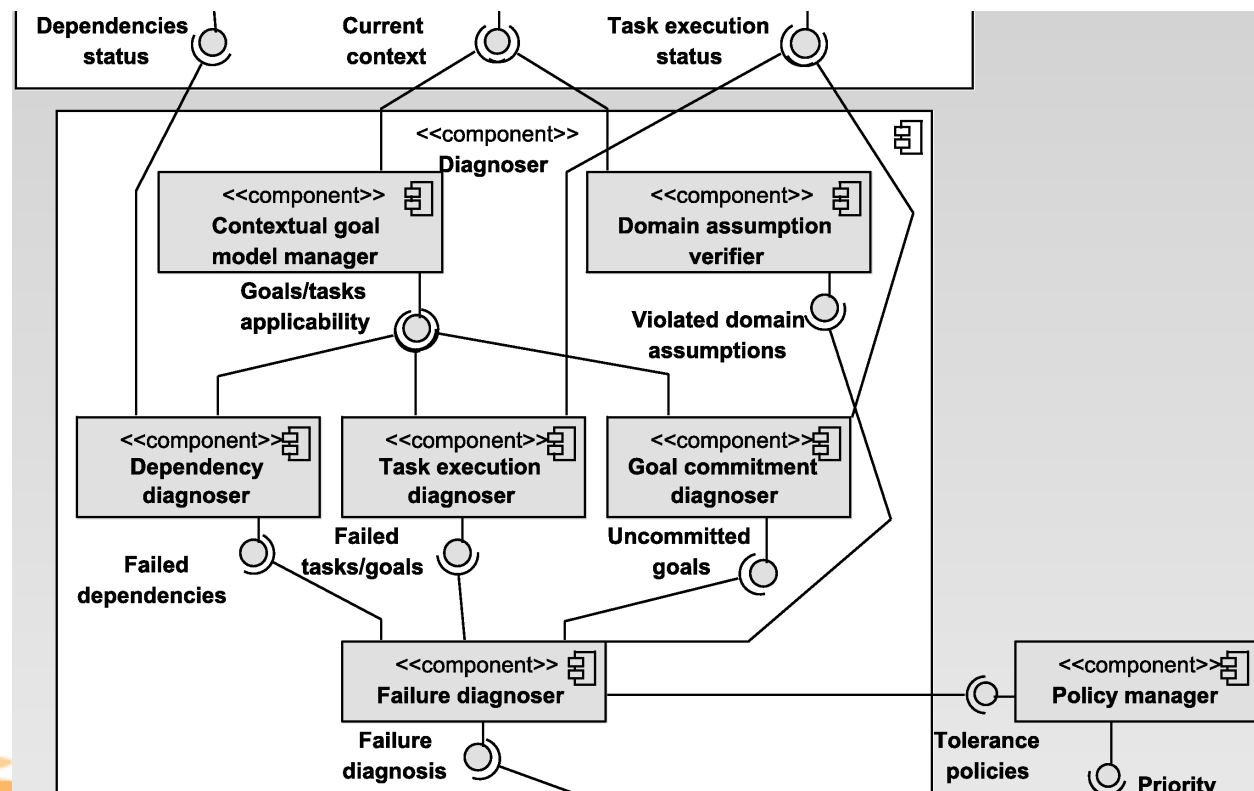 Dependencies
status
Current
context
Task execution
status
<<component>>
Diagnoser
<<component>>
Contextual goal
model manager
<<component>>
Domain assumption
verifier
Goals/tasks
applicability
Violated domain
assumptions
<<component>>
Dependency
diagnoser
<<component>>
Task execution
diagnoser
<<component>>
Goal commitment
diagnoser
Failed
dependencies
Failed
tasks/goals
Uncommitted
goals
<<component>>
Failure diagnoser
<<component>>
Policy manager
Failure
diagnosis
Tolerance
policies
Priority